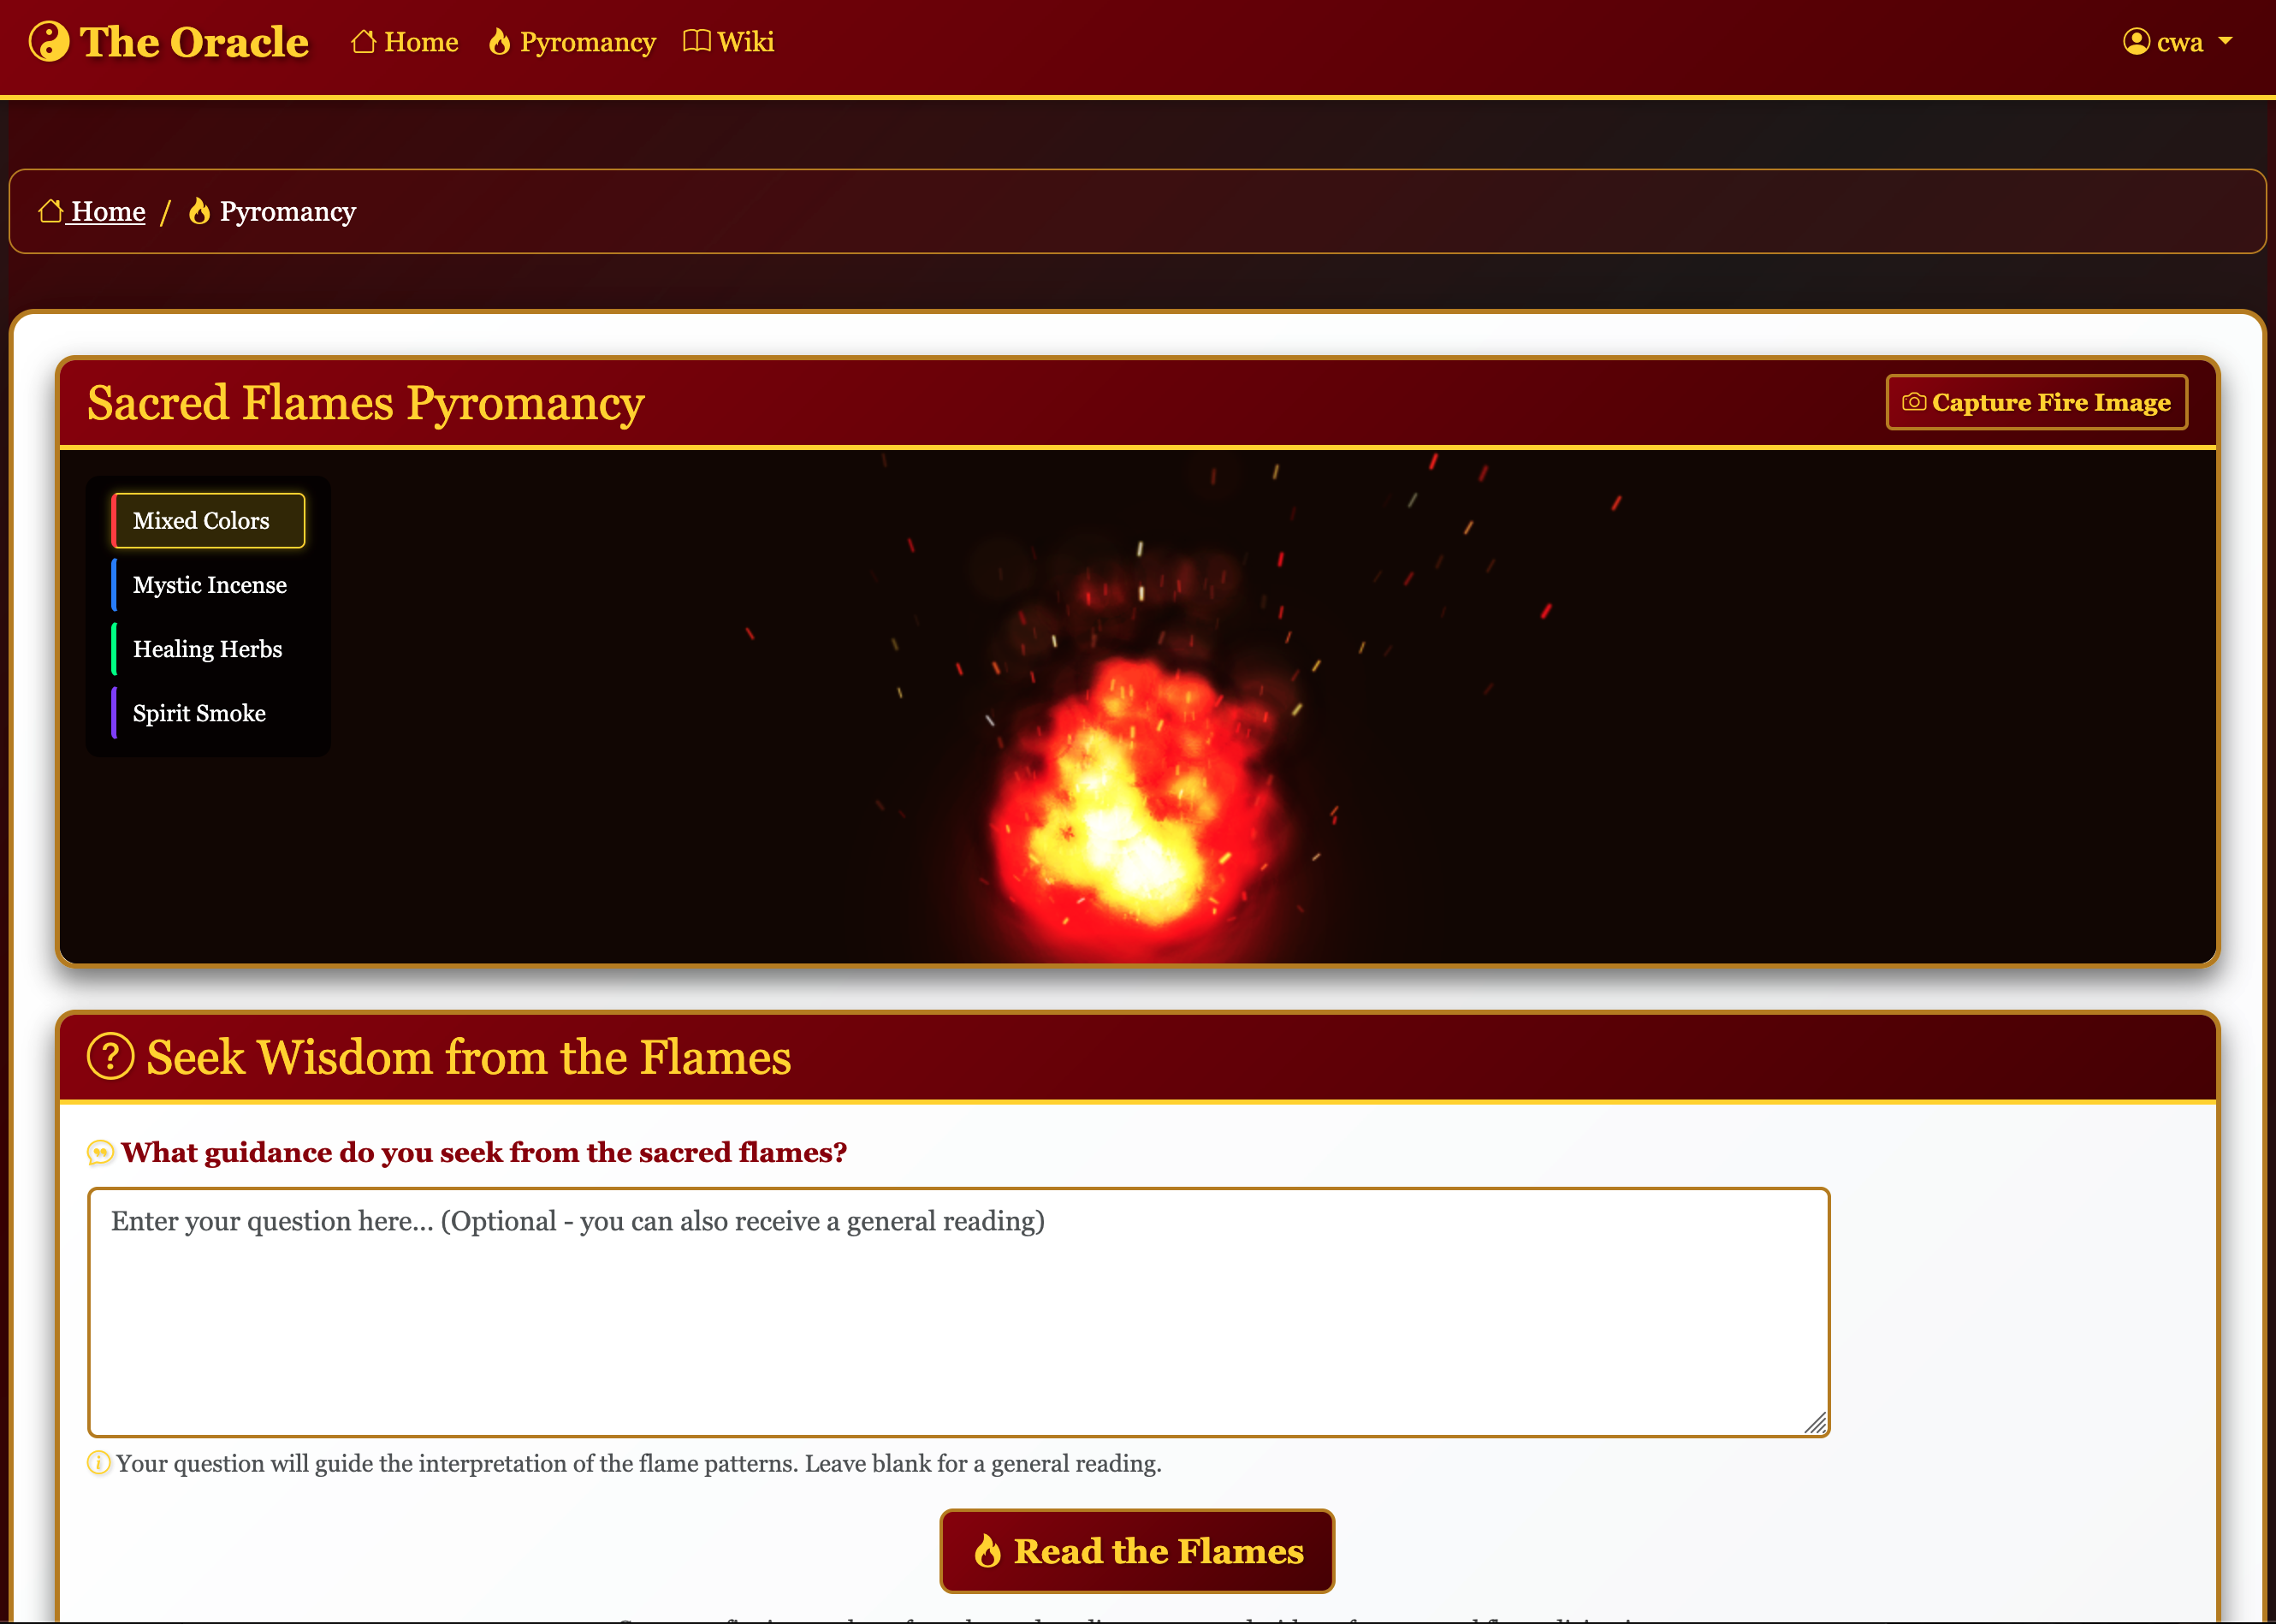 The Oracle Home Pyromancy Wiki cwa
Home / Pyromancy
Sacred Flames Pyromancy Capture Fire Image
Mixed Colors
Mystic Incense
Healing Herbs
Spirit Smoke
Seek Wisdom from the Flames
What guidance do you seek from the sacred flames?
Enter your question here... (Optional - you can also receive a general reading)
Your question will guide the interpretation of the flame patterns. Leave blank for a general reading.
Read the Flames